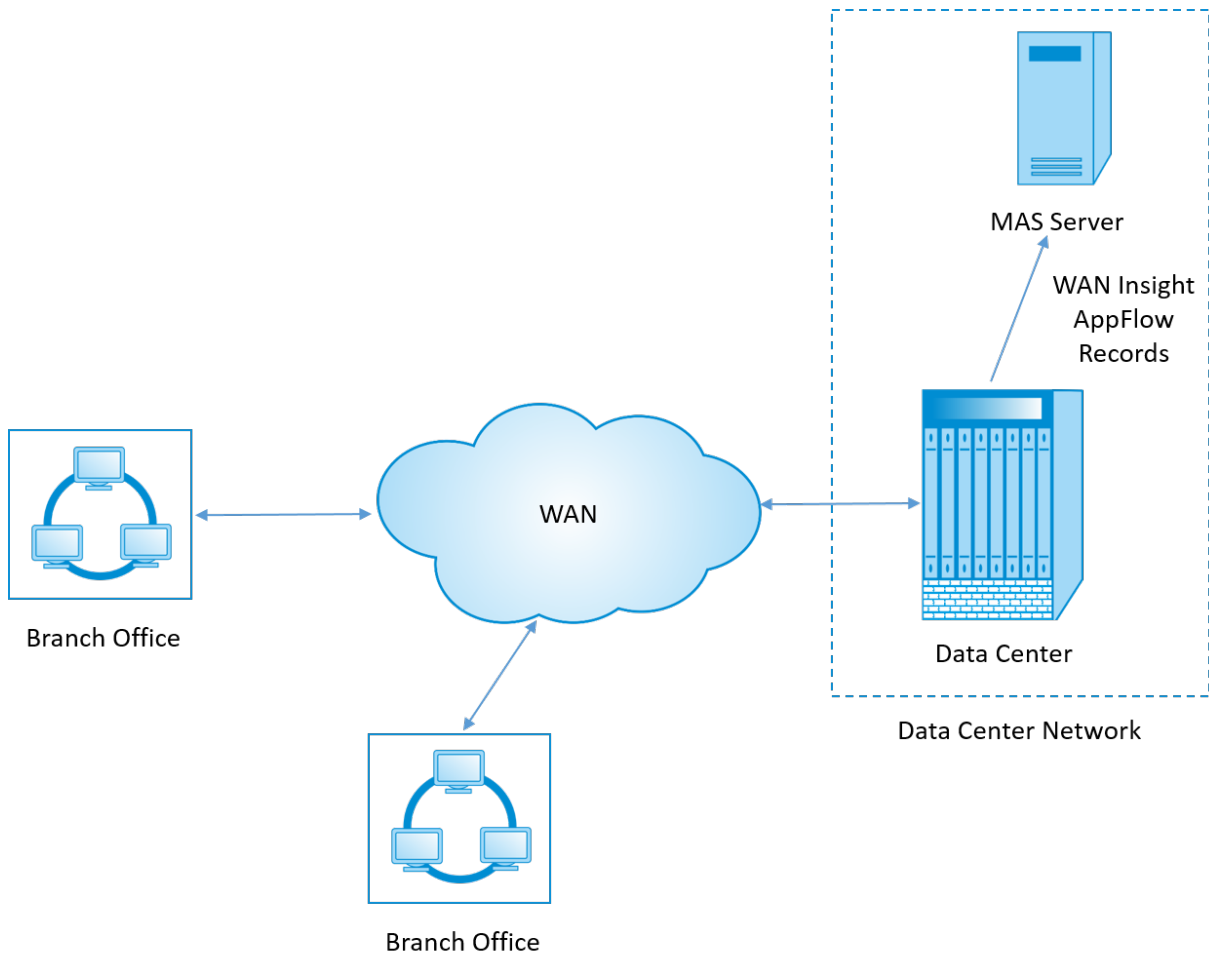 MAS Server
WAN Insight
AppFlow
Records
WAN
Branch Office
Data Center
Data Center Network
Branch Office